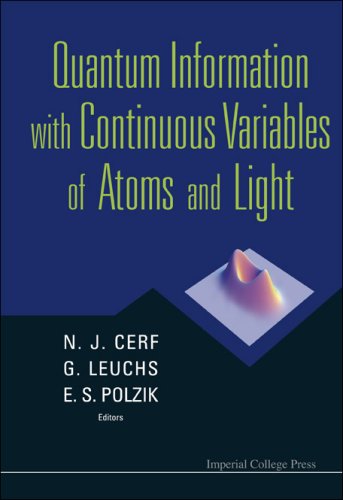 Quantum Information
with Continuous Variables
of Atoms and Light
N. J. CERF
G. LEUCHS
E. S. POLZIK
Editors
Imperial College Press